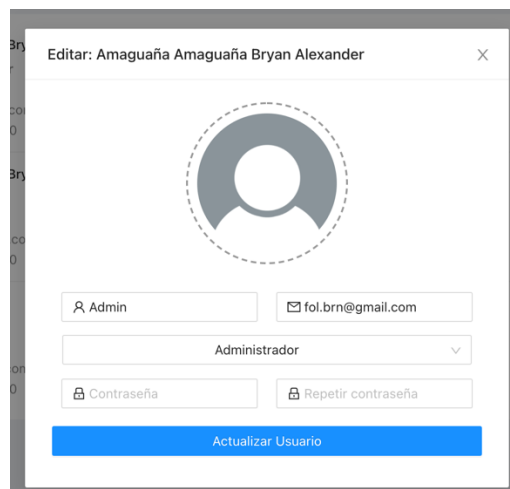 Editar: Amaguaña Amaguaña Bryan Alexander
Admin
fol.brn@gmail.com
Administrador
Contraseña
Repetir contraseña
Actualizar Usuario